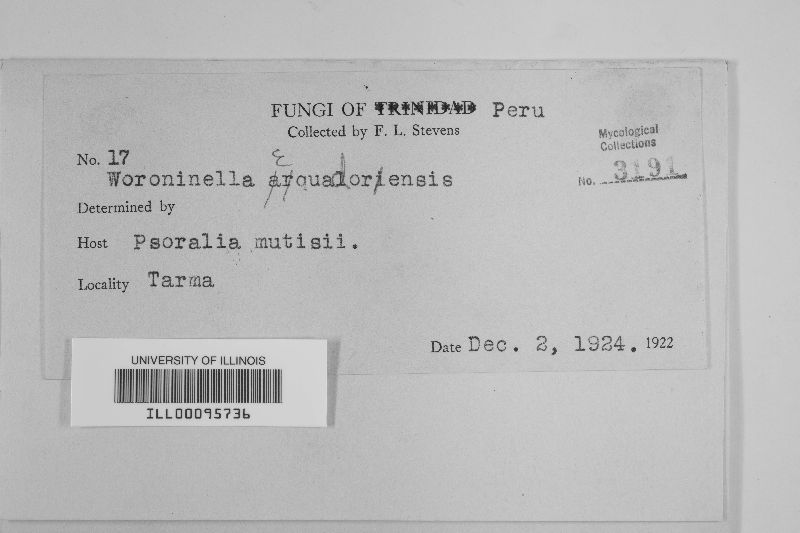 FUNGI OF TRINIDAD Peru
Collected by F. L. Stevens
Mycological
Collections
No. 3191
No. 17
Woroninella arquadoriensis
Determined by
Host Psoralia mutisii.
Locality Tarma
Date Dec. 2, 1924. 1922
UNIVERSITY OF ILLINOIS
ILL00095736